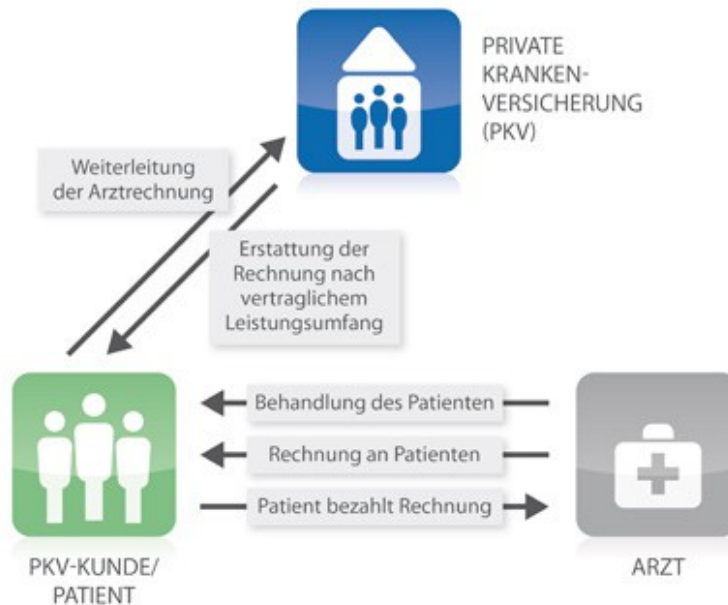 PRIVATE
KRANKEN-
VERSICHERUNG
(PKV)
Weiterleitung
der Arztrechnung
Erstattung der
Rechnung nach
vertraglichem
Leistungsumfang
Behandlung des Patienten
Rechnung an Patienten
Patient bezahlt Rechnung
PKV-KUNDE/
PATIENT
ARZT